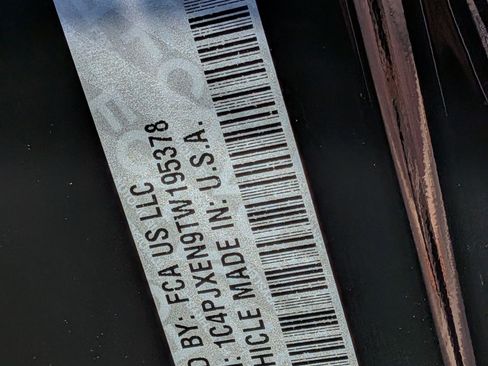 D BY: FCA US LLC
: 1C4PJXEN9TW195378
HICLE MADE IN: U.S.A.